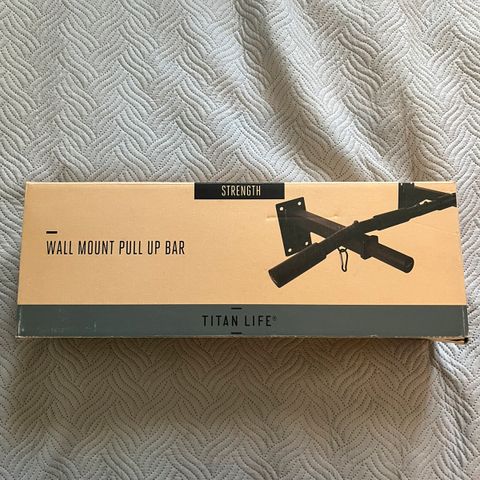 STRENGTH
WALL MOUNT PULL UP BAR
TITAN LIFE®